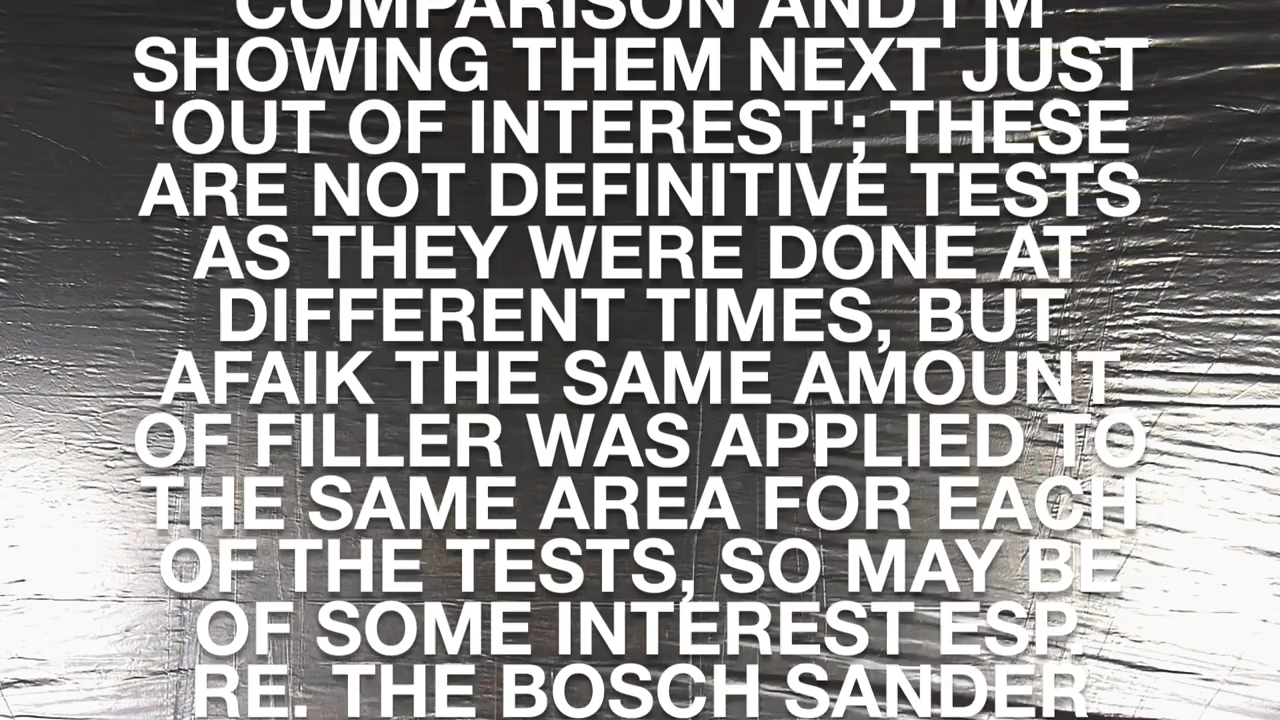 COMPARISON AND I'M
SHOWING THEM NEXT JUST
'OUT OF INTEREST'; THESE
ARE NOT DEFINITIVE TESTS
AS THEY WERE DONE AT
DIFFERENT TIMES, BUT
AFAIK THE SAME AMOUNT
OF FILLER WAS APPLIED TO
THE SAME AREA FOR EACH
OF THE TESTS, SO MAY BE
OF SOME INTEREST ESP.
RE. THE BOSCH SANDER